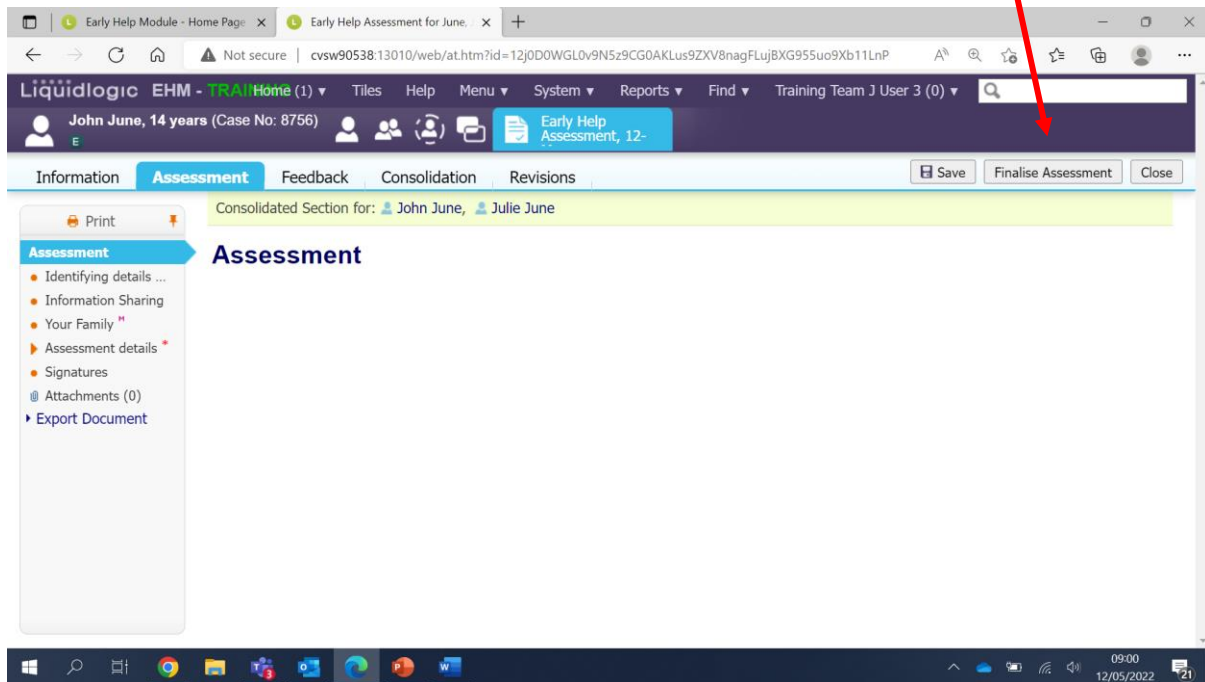 Early Help Module - Home Page
Early Help Assessment for June,
Not secure | cvsw90538:13010/web/at.htm?id=12j0D0WGL0v9N5z9CG0AKLus9ZXV8nagFLujBXG955uo9Xb11LnP
Liquidlogic EHM - Home (1) Tiles Help Menu System Reports Find Training Team J User 3 (0)
John June, 14 years (Case No: 8756)
E
Early Help
Assessment, 12-
Information Assessment Feedback Consolidation Revisions Save Finalise Assessment Close
Print
Consolidated Section for: John June, Julie June
Assessment
Assessment
Identifying details ...
Information Sharing
Your Family
Assessment details *
Signatures
Attachments (0)
Export Document
09:00
12/05/2022
21